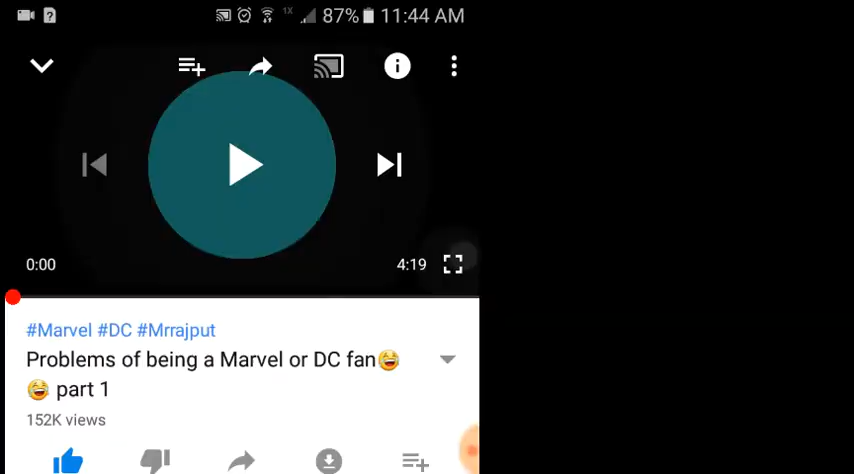 1X 87% 11:44 AM
0:00 4:19
#Marvel #DC #Mrrajput
Problems of being a Marvel or DC fan😂
😂 part 1
152K views